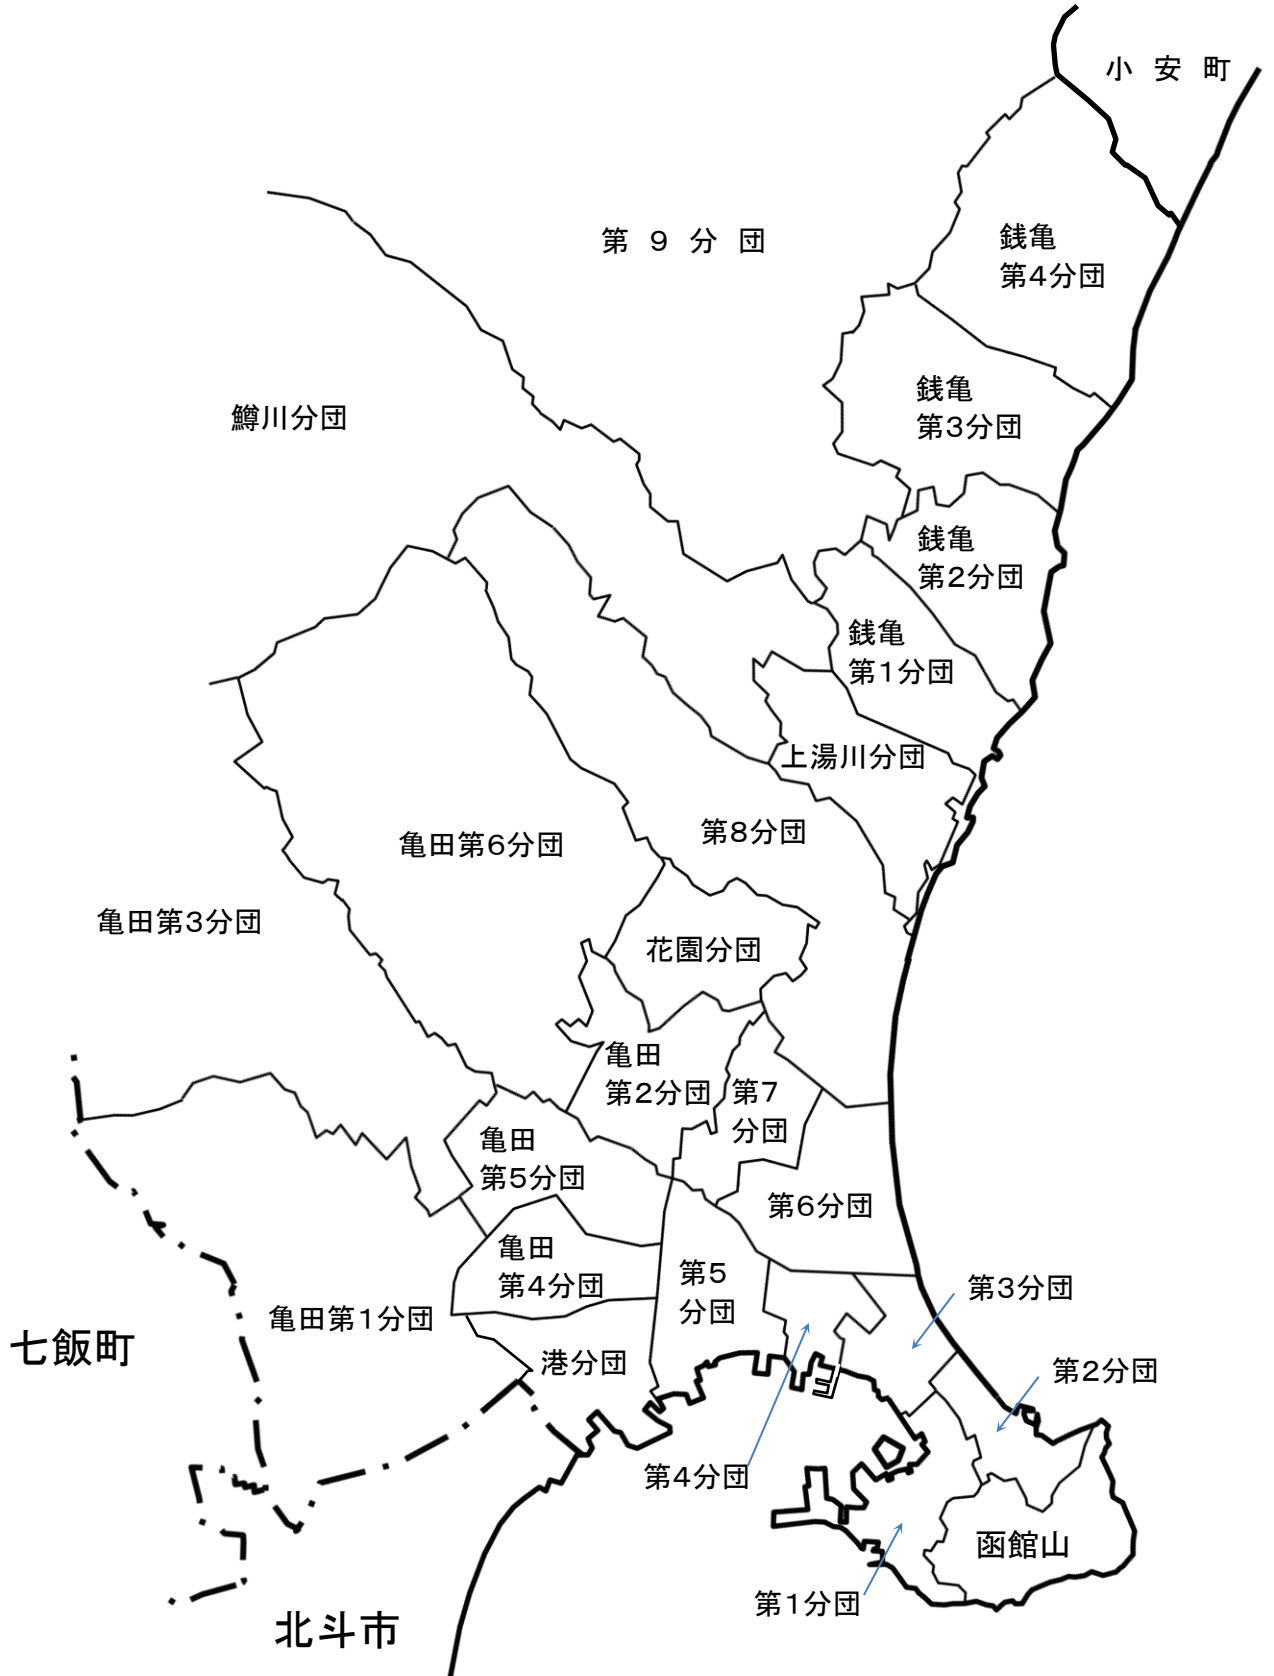 小安町
第９分団
銭亀
第４分団
鱒川分団
銭亀
第３分団
銭亀
第２分団
銭亀
第１分団
上湯川分団
第８分団
亀田第６分団
亀田第３分団
花園分団
亀田
第２分団
第７
分団
亀田
第５分団
第６分団
亀田
第４分団
第５
分団
第３分団
亀田第１分団
七飯町
港分団
第２分団
第４分団
函館山
第１分団
北斗市